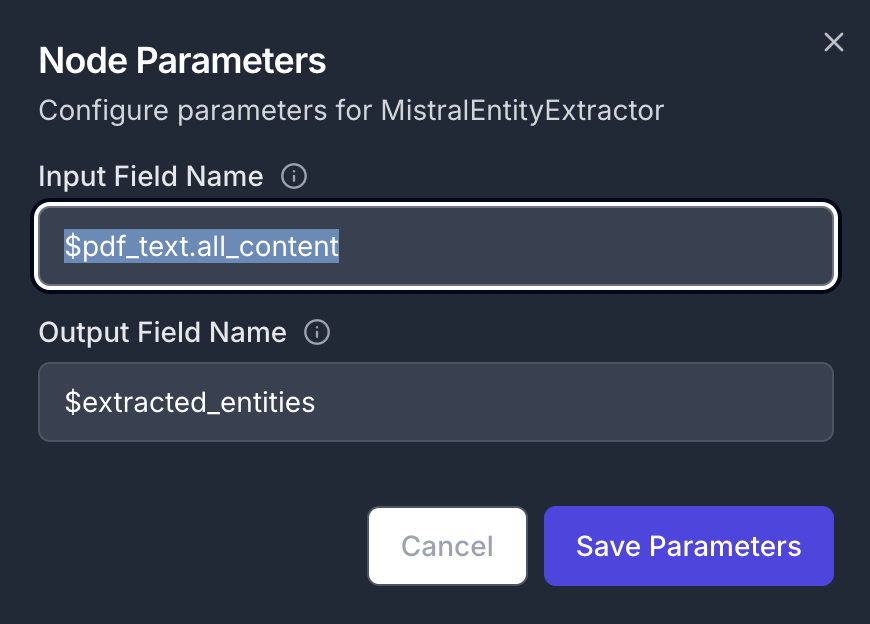 Node Parameters
Configure parameters for MistralEntityExtractor
Input Field Name
$pdf_text.all_content
Output Field Name
$extracted_entities
Cancel
Save Parameters